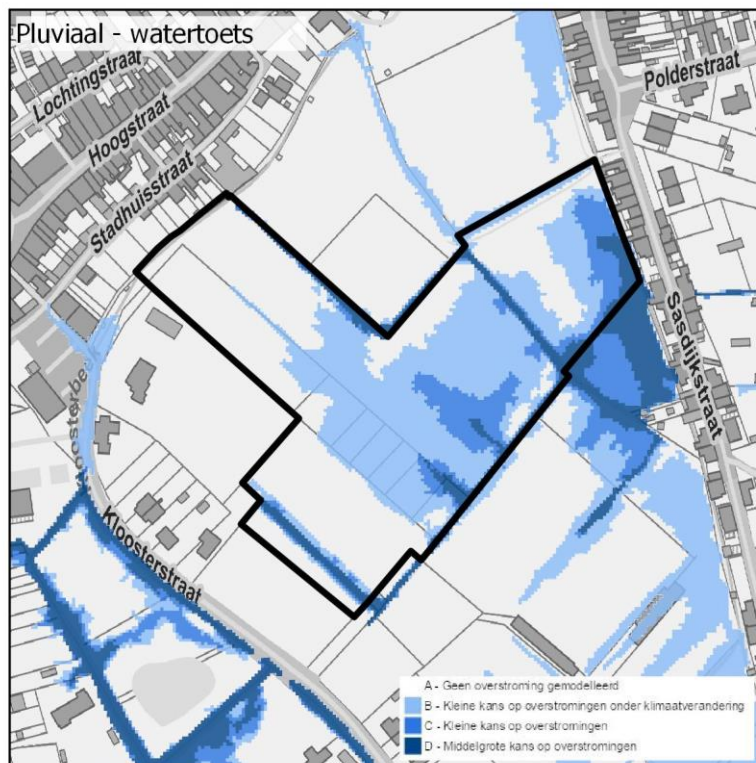 Pluviaal - watertoets
Lochtingstraat
Hoogstraat
Stadhuisstraat
Polderstraat
Sasdijkstraat
Kloosterstraat
A - Geen overstroming gemodelleerd
B - Kleine kans op overstromingen onder klimaatverandering
C - Kleine kans op overstromingen
D - Middelgrote kans op overstromingen